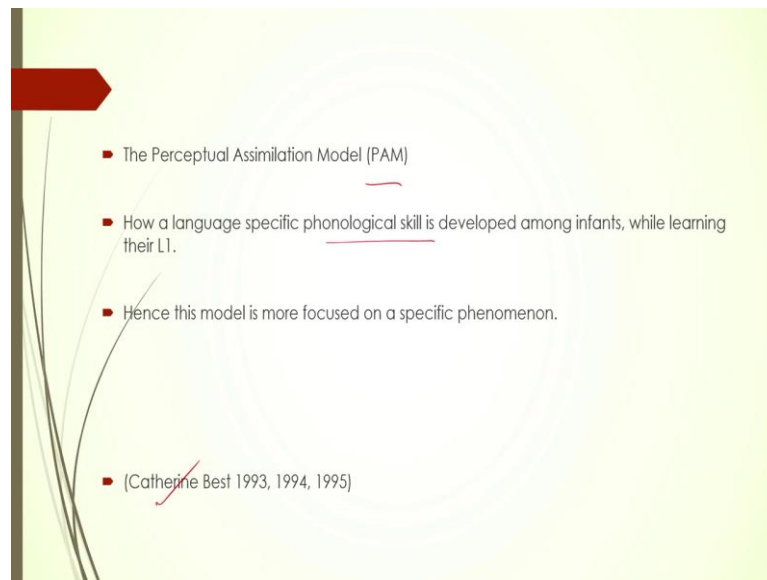 The Perceptual Assimilation Model (PAM)
How a language specific phonological skill is developed among infants, while learning
their L1.
Hence this model is more focused on a specific phenomenon.
(Catherine Best 1993, 1994, 1995)